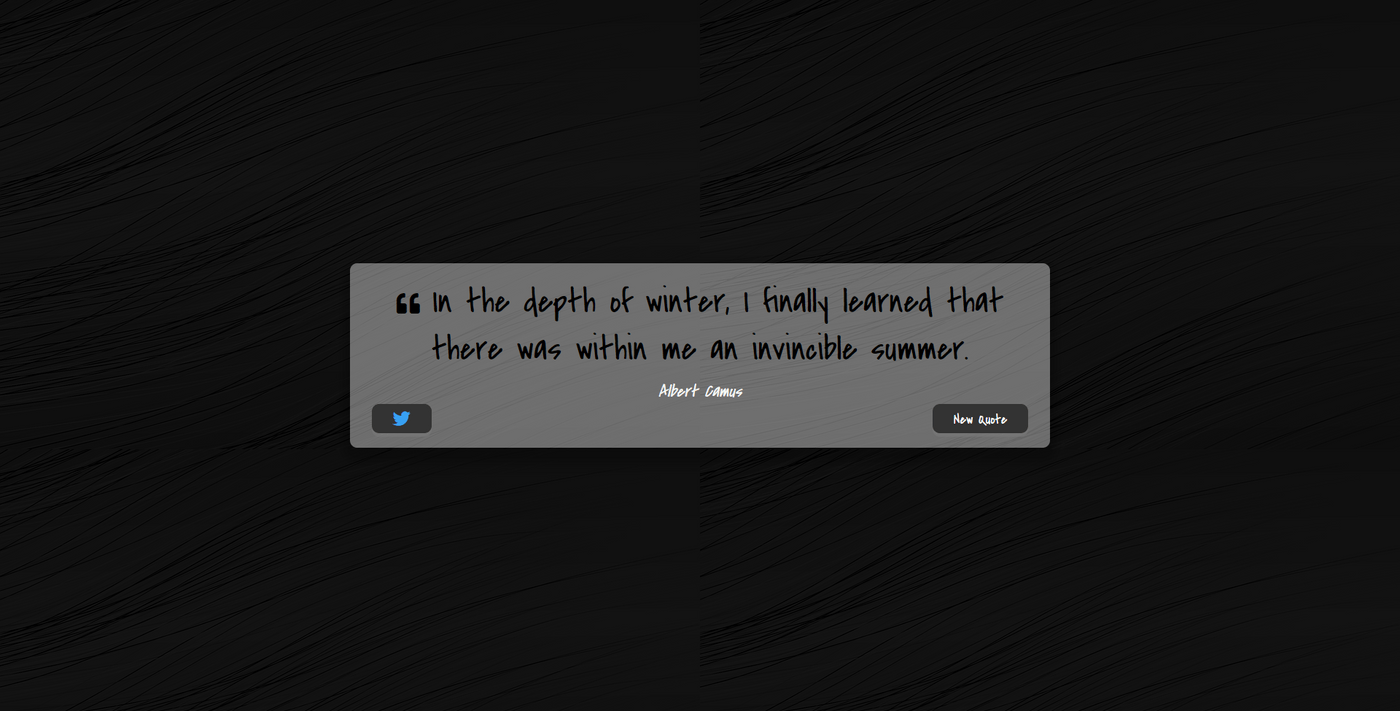 “ In the depth of winter, I finally learned that
there was within me an invincible summer.
Albert Camus
New Quote